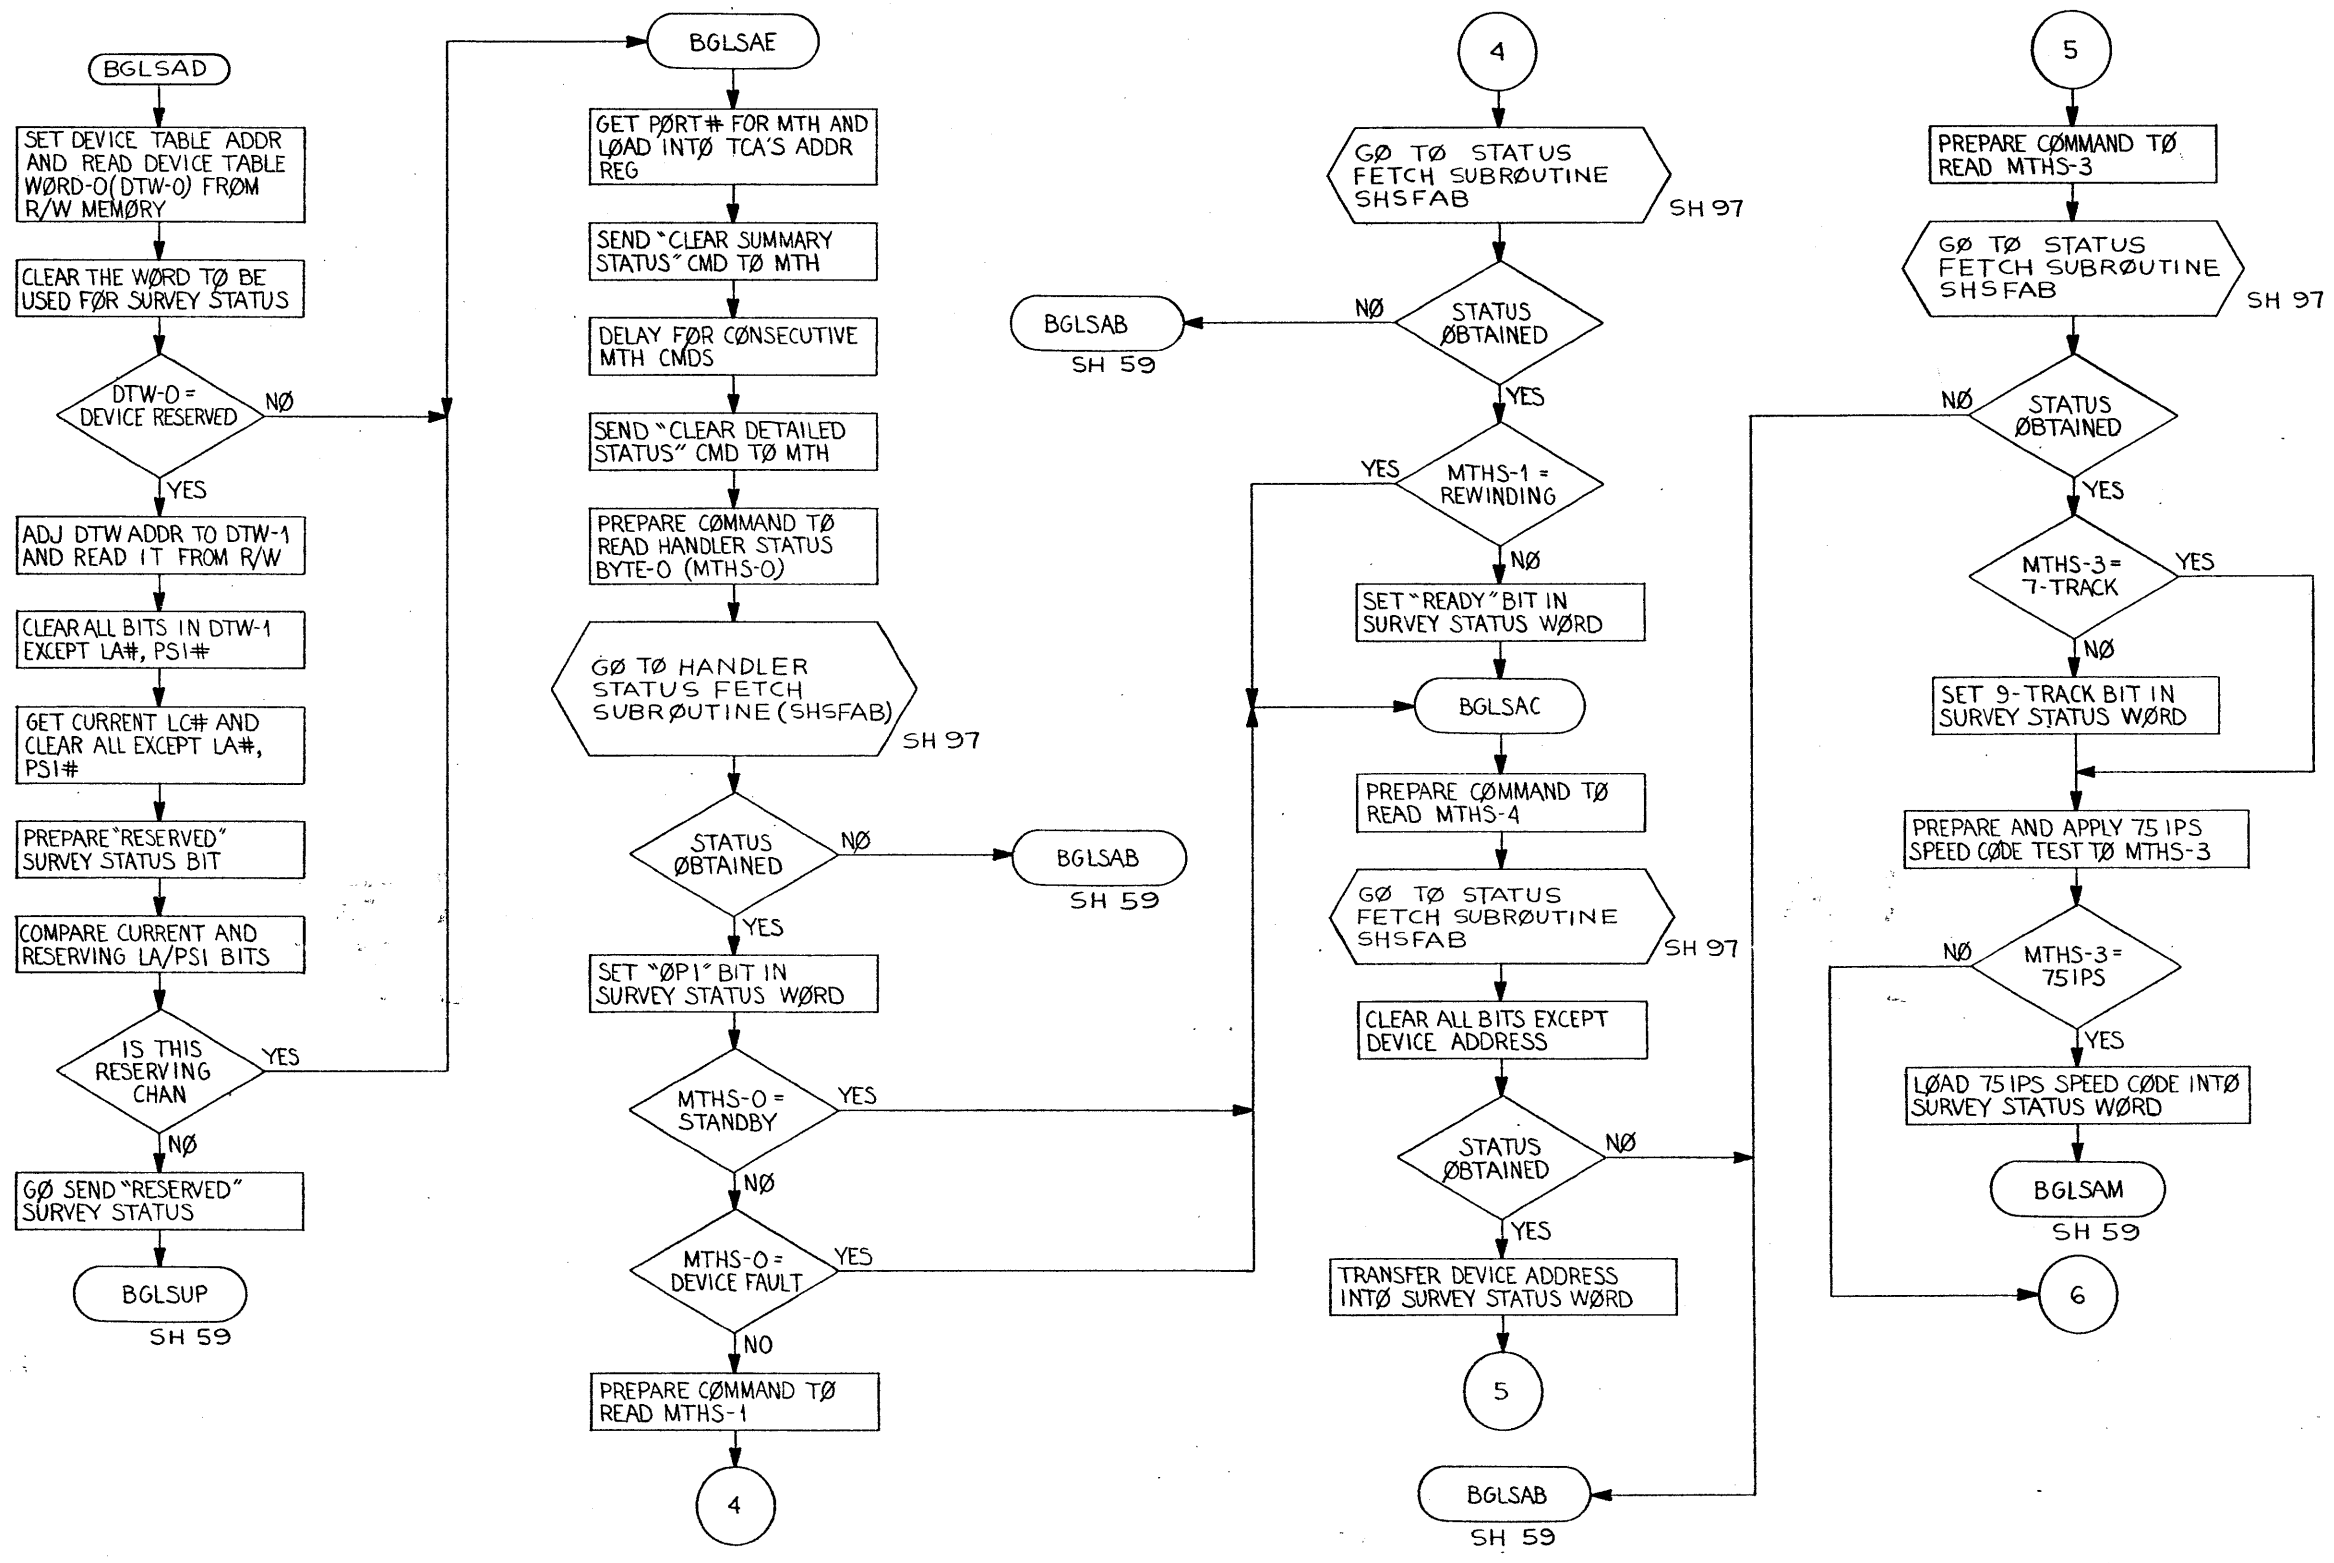 BGLSAD
SET DEVICE TABLE ADDR
AND READ DEVICE TABLE
WØRD-0(DTW-0) FRØM
R/W MEMØRY
CLEAR THE WØRD TØ BE
USED FØR SURVEY STATUS
DTW-0=
DEVICE RESERVED
NØ
YES
ADJ DTW ADDR TO DTW-1
AND READ IT FROM R/W
CLEAR ALL BITS IN DTW-1
EXCEPT LA#, PSI#
GET CURRENT LC# AND
CLEAR ALL EXCEPT LA#,
PSI#
PREPARE "RESERVED"
SURVEY STATUS BIT
COMPARE CURRENT AND
RESERVING LA/PSI BITS
IS THIS
RESERVING
CHAN
YES
NØ
GØ SEND "RESERVED"
SURVEY STATUS
BGLSUP
SH 59
BGLSAE
GET PØRT# FØR MTH AND
LØAD INTØ TCA'S ADDR
REG
SEND "CLEAR SUMMARY
STATUS" CMD TØ MTH
DELAY FØR CØNSECUTIVE
MTH CMDS
SEND "CLEAR DETAILED
STATUS" CMD TØ MTH
PREPARE CØMMAND TØ
READ HANDLER STATUS
BYTE-0 (MTHS-0)
GØ TØ HANDLER
STATUS FETCH
SUBRØUTINE (SHSFAB)
SH 97
STATUS
ØBTAINED
NØ
BGLSAB
SH 59
YES
SET "ØPI" BIT IN
SURVEY STATUS WØRD
MTHS-0=
STANDBY
YES
NØ
MTHS-0=
DEVICE FAULT
YES
NO
PREPARE CØMMAND TØ
READ MTHS-1
4
4
GØ TØ STATUS
FETCH SUBRØUTINE
SHSFAB
SH 97
STATUS
ØBTAINED
NØ
BGLSAB
SH 59
YES
MTHS-1 =
REWINDING
YES
NØ
SET "READY" BIT IN
SURVEY STATUS WØRD
BGLSAC
PREPARE CØMMAND TØ
READ MTHS-4
GØ TØ STATUS
FETCH SUBRØUTINE
SHSFAB
SH 97
CLEAR ALL BITS EXCEPT
DEVICE ADDRESS
STATUS
ØBTAINED
NØ
YES
TRANSFER DEVICE ADDRESS
INTØ SURVEY STATUS WØRD
5
BGLSAB
SH 59
5
PREPARE CØMMAND TØ
READ MTHS-3
GØ TØ STATUS
FETCH SUBRØUTINE
SHSFAB
SH 97
STATUS
ØBTAINED
NØ
YES
MTHS-3=
7-TRACK
YES
NØ
SET 9-TRACK BIT IN
SURVEY STATUS WØRD
PREPARE AND APPLY 75 IPS
SPEED CØDE TEST TØ MTHS-3
MTHS-3=
75 IPS
NØ
YES
LØAD 75 IPS SPEED CØDE INTØ
SURVEY STATUS WØRD
BGLSAM
SH 59
6